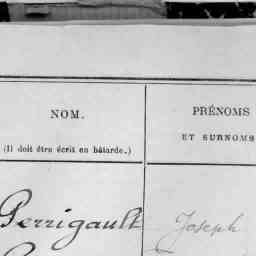 NOM.
(Il doit être écrit en bâtarde.)
PRÉNOMS
ET SURNOMS
Perrigault
Joseph